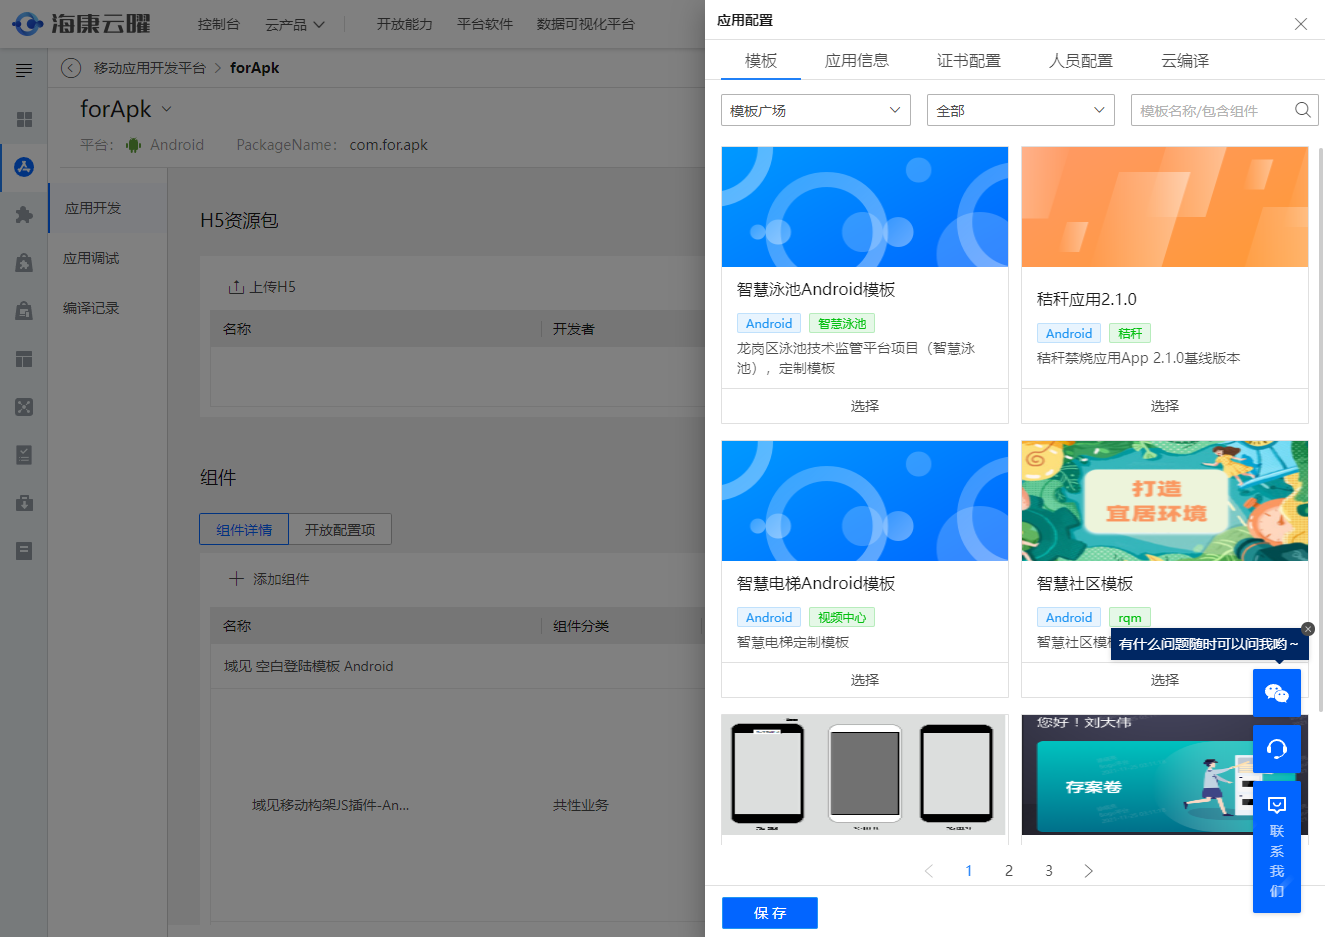 海康云曜
控制台
云产品
开放能力
平台软件
数据可视化平台
移动应用开发平台 > forApk
forApk
平台：
Android
PackageName：
com.for.apk
应用开发
应用调试
编译记录
H5资源包
上传H5
名称
开发者
组件
组件详情
开放配置项
添加组件
名称
组件分类
域见 空白登陆模板 Android
域见移动构架JS插件-An...
共性业务
应用配置
模板
应用信息
证书配置
人员配置
云编译
模板广场
全部
模板名称/包含组件
智慧泳池Android模板
Android
智慧泳池
龙岗区泳池技术监管平台项目（智慧泳
池），定制模板
选择
秸秆应用2.1.0
Android
秸秆
秸秆禁烧应用App 2.1.0基线版本
选择
智慧电梯Android模板
Android
视频中心
智慧电梯定制模板
选择
打造
宜居环境
智慧社区模板
Android
rqm
智慧社区模
选择
有什么问题随时可以问我哟～
您好！刘天伟
存案卷
联
系
我
们
1
2
3
保 存